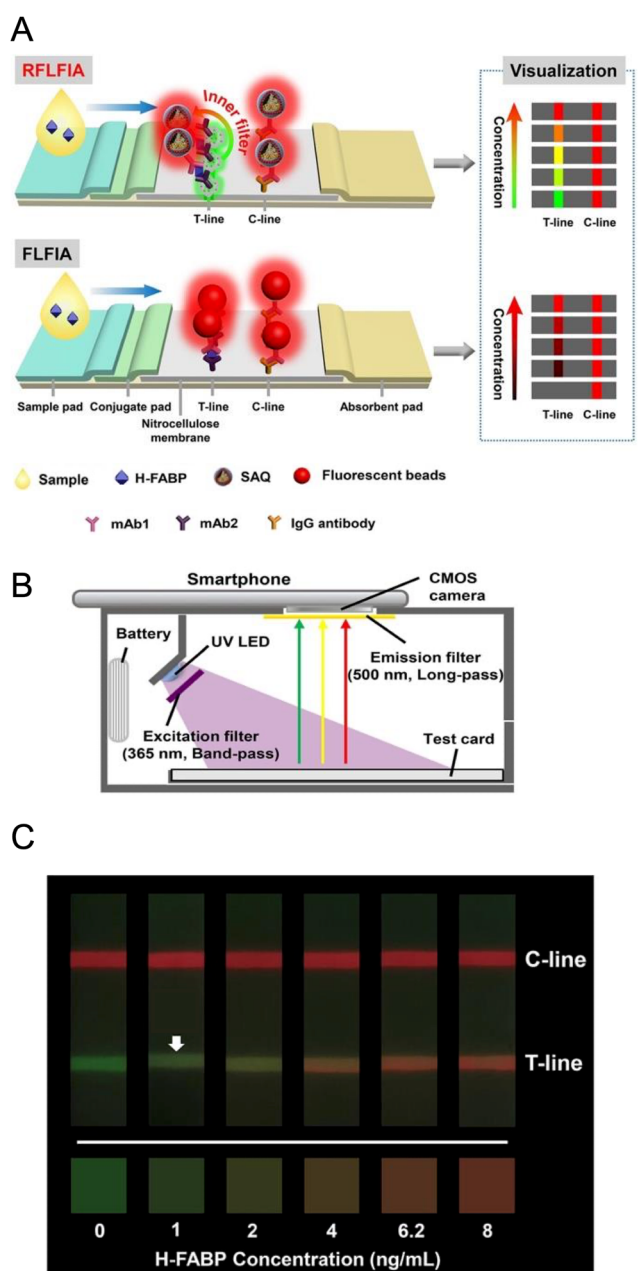 A
RFLFIA
Inner filter
T-line
C-line
Visualization
Concentration
T-line
C-line
FLFIA
Sample pad
Conjugate pad
Nitrocellulose
membrane
T-line
C-line
Absorbent pad
Concentration
T-line
C-line
Sample
H-FABP
SAQ
Fluorescent beads
mAb1
mAb2
IgG antibody
B
Smartphone
CMOS
camera
Battery
UV LED
Emission filter
(500 nm, Long-pass)
Excitation filter
(365 nm, Band-pass)
Test card
C
C-line
T-line
0 1 2 4 6.2 8
H-FABP Concentration (ng/mL)